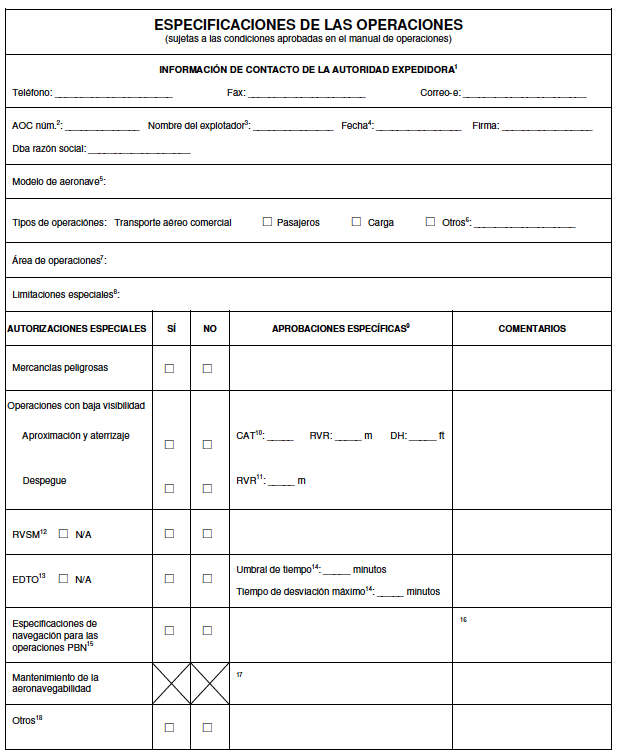 ESPECIFICACIONES DE LAS OPERACIONES
(sujetas a las condiciones aprobadas en el manual de operaciones)
INFORMACIÓN DE CONTACTO DE LA AUTORIDAD EXPEDIDORA1
Teléfono: ____________________ Fax: ____________________ Correo-e: ____________________
AOC núm.2: ______________ Nombre del explotador3: ______________ Fecha4: ______________ Firma: ______________
Dba razón social: ___________________
Modelo de aeronave5:
Tipos de operaciónes: Transporte aéreo comercial ☐ Pasajeros ☐ Carga ☐ Otros6: ___________________
Área de operaciones7:
Limitaciones especiales8:
AUTORIZACIONES ESPECIALES SÍ NO APROBACIONES ESPECÍFICAS9 COMENTARIOS
Mercancías peligrosas ☐ ☐
Operaciones con baja visibilidad
Aproximación y aterrizaje ☐ ☐ CAT10: _____ RVR: _____ m DH: _____ ft
Despegue ☐ ☐ RVR11: _____ m
RVSM12 ☐ N/A ☐ ☐
EDTO13 ☐ N/A ☐ ☐ Umbral de tiempo14: _____ minutos
Tiempo de desviación máximo14: _____ minutos
Especificaciones de
navegación para las
operaciones PBN15 ☐ ☐ 16
Mantenimiento de la
aeronavegabilidad 17
Otros18 ☐ ☐